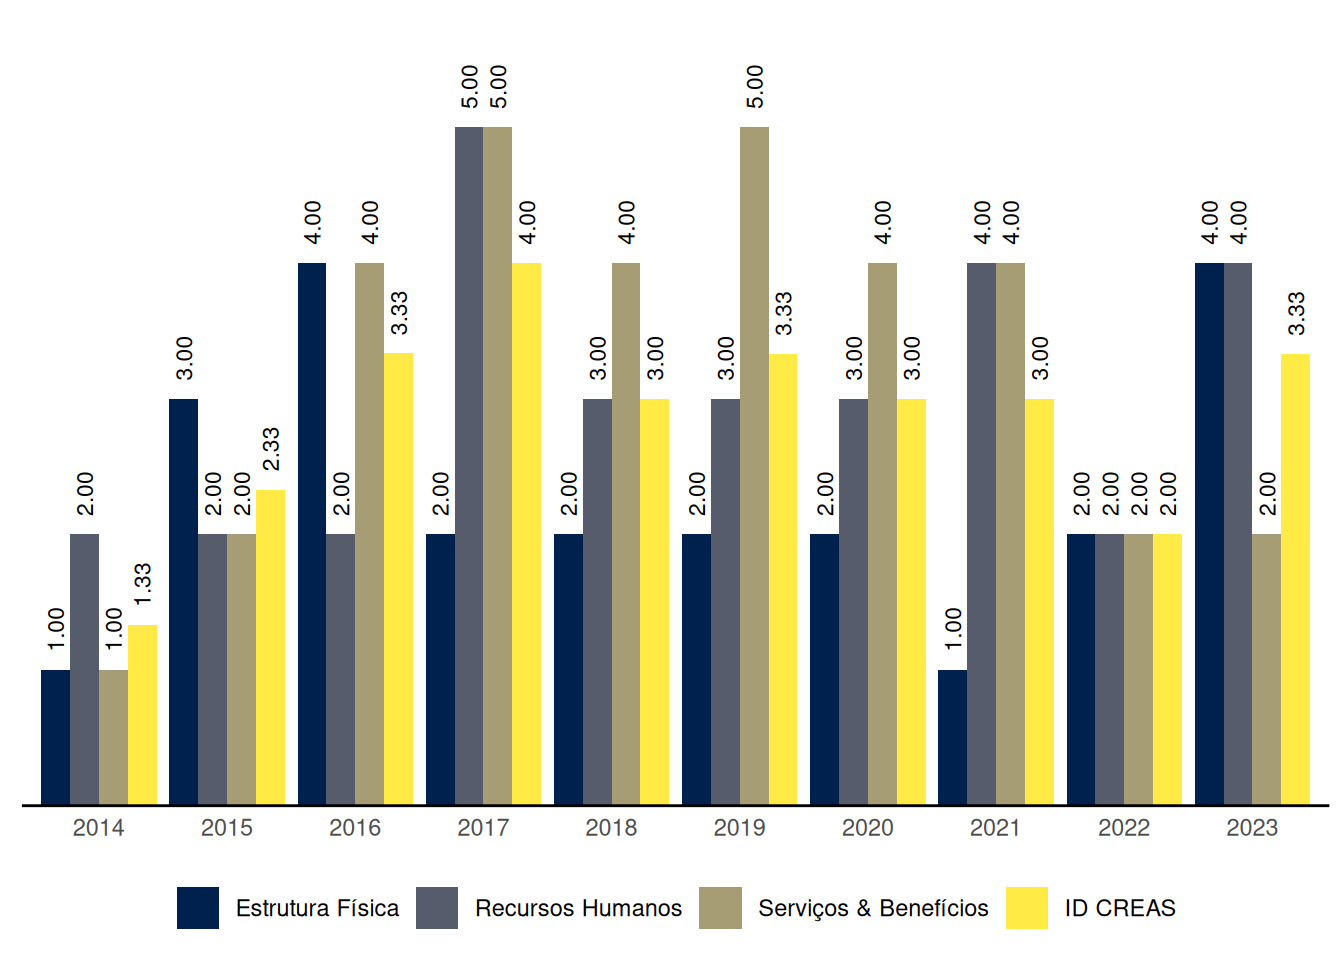 5.00 5.00 5.00
4.00 4.00 4.00 4.00 4.00 4.00 4.00 4.00 4.00
3.33 3.33 3.33
3.00 3.00 3.00 3.00 3.00 3.00 3.00
2.33
2.00 2.00 2.00 2.00 2.00 2.00 2.00 2.00 2.00 2.00 2.00 2.00 2.00
1.33
1.00 1.00 1.00
2014 2015 2016 2017 2018 2019 2020 2021 2022 2023
Estrutura Física Recursos Humanos Serviços & Benefícios ID CREAS